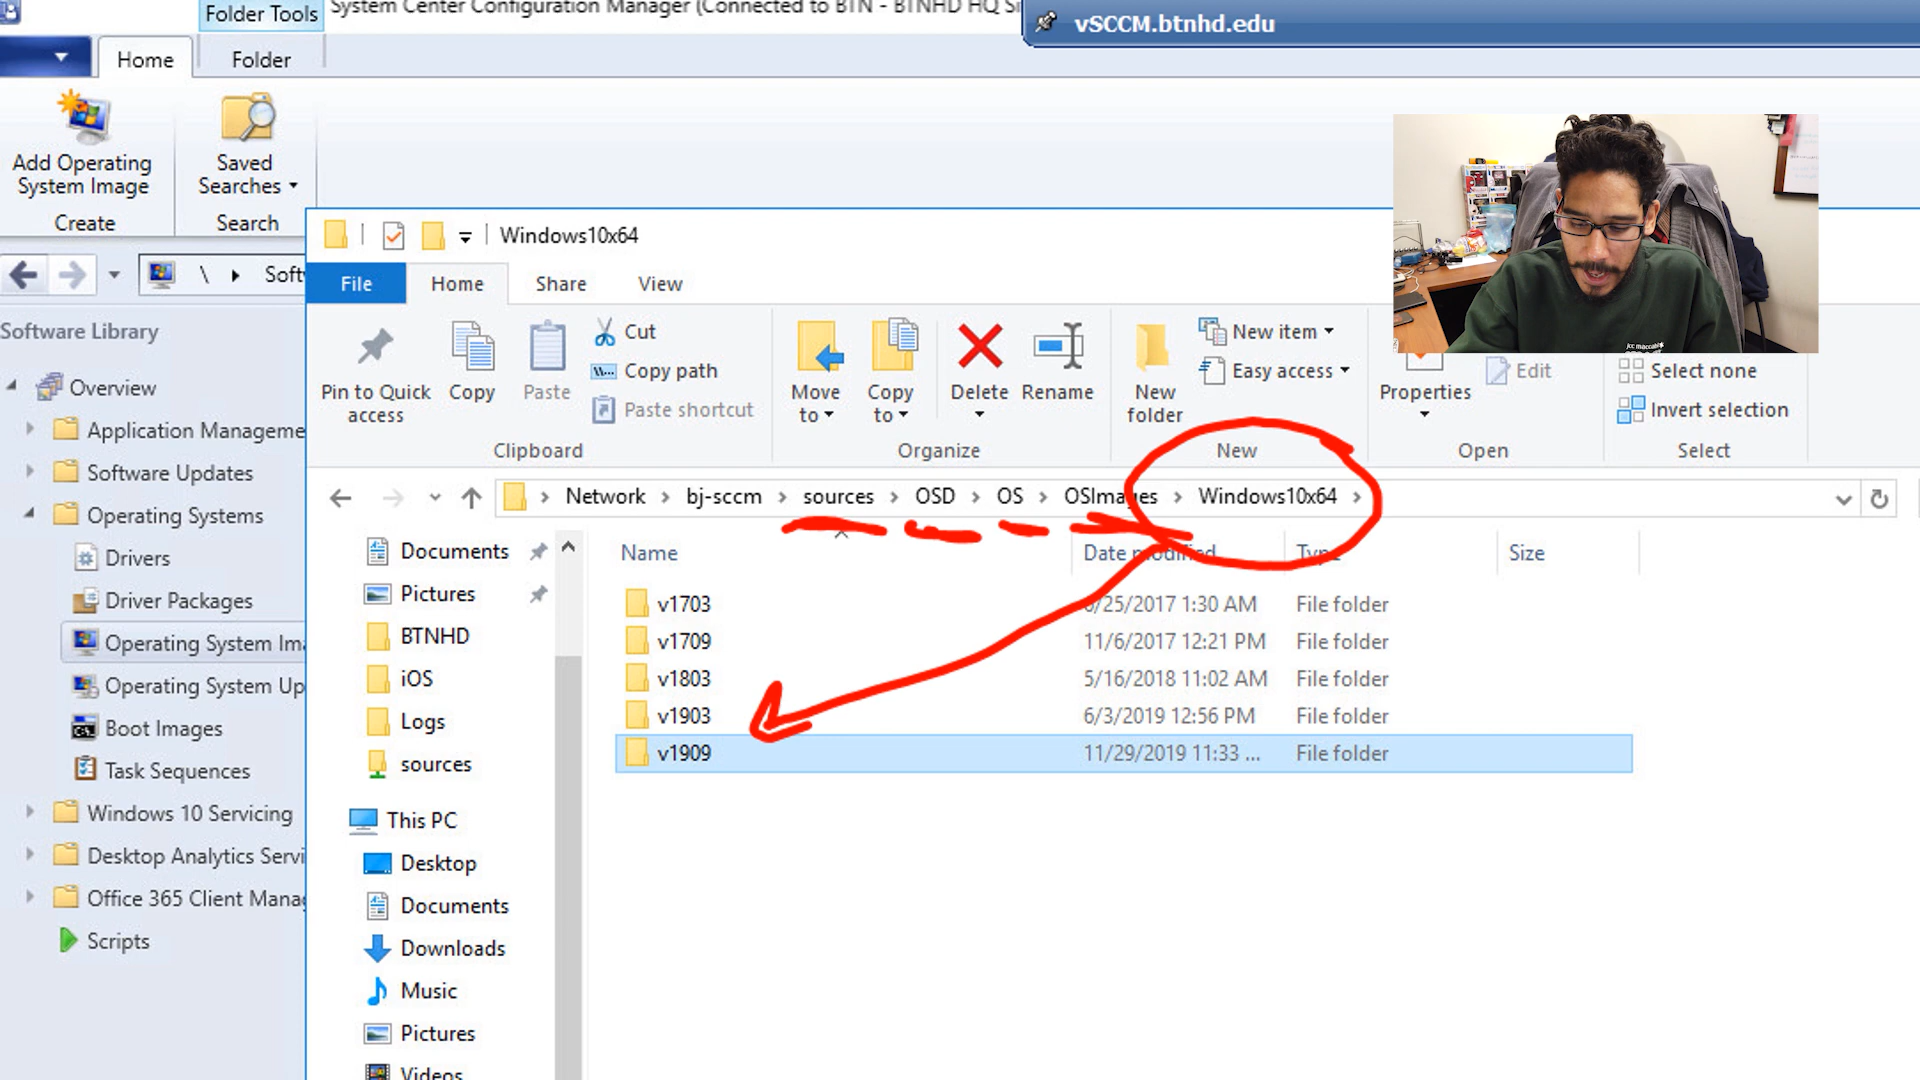 Folder Tools
System Center Configuration Manager (Connected to BTN - BTNHD HQ Si
vSCCM.btnhd.edu
Home
Folder
Add Operating
System Image
Create
Saved
Searches
Search
\
Soft
Windows10x64
File
Home
Share
View
Pin to Quick
access
Copy
Paste
Cut
Copy path
Paste shortcut
Clipboard
Move
to
Copy
to
Delete
Rename
Organize
New
folder
New item
Easy access
New
Properties
Edit
Open
Select none
Invert selection
Select
Software Library
Overview
Application Manageme
Software Updates
Operating Systems
Drivers
Driver Packages
Operating System Im
Operating System Up
Boot Images
Task Sequences
Windows 10 Servicing
Desktop Analytics Servi
Office 365 Client Mana
Scripts
Network > bj-sccm > sources > OSD > OS > OSImages > Windows10x64 >
Documents
Pictures
BTNHD
iOS
Logs
sources
This PC
Desktop
Documents
Downloads
Music
Pictures
Videos
Name Date modified Type Size
v1703 /25/2017 1:30 AM File folder
v1709 11/6/2017 12:21 PM File folder
v1803 5/16/2018 11:02 AM File folder
v1903 6/3/2019 12:56 PM File folder
v1909 11/29/2019 11:33 ... File folder